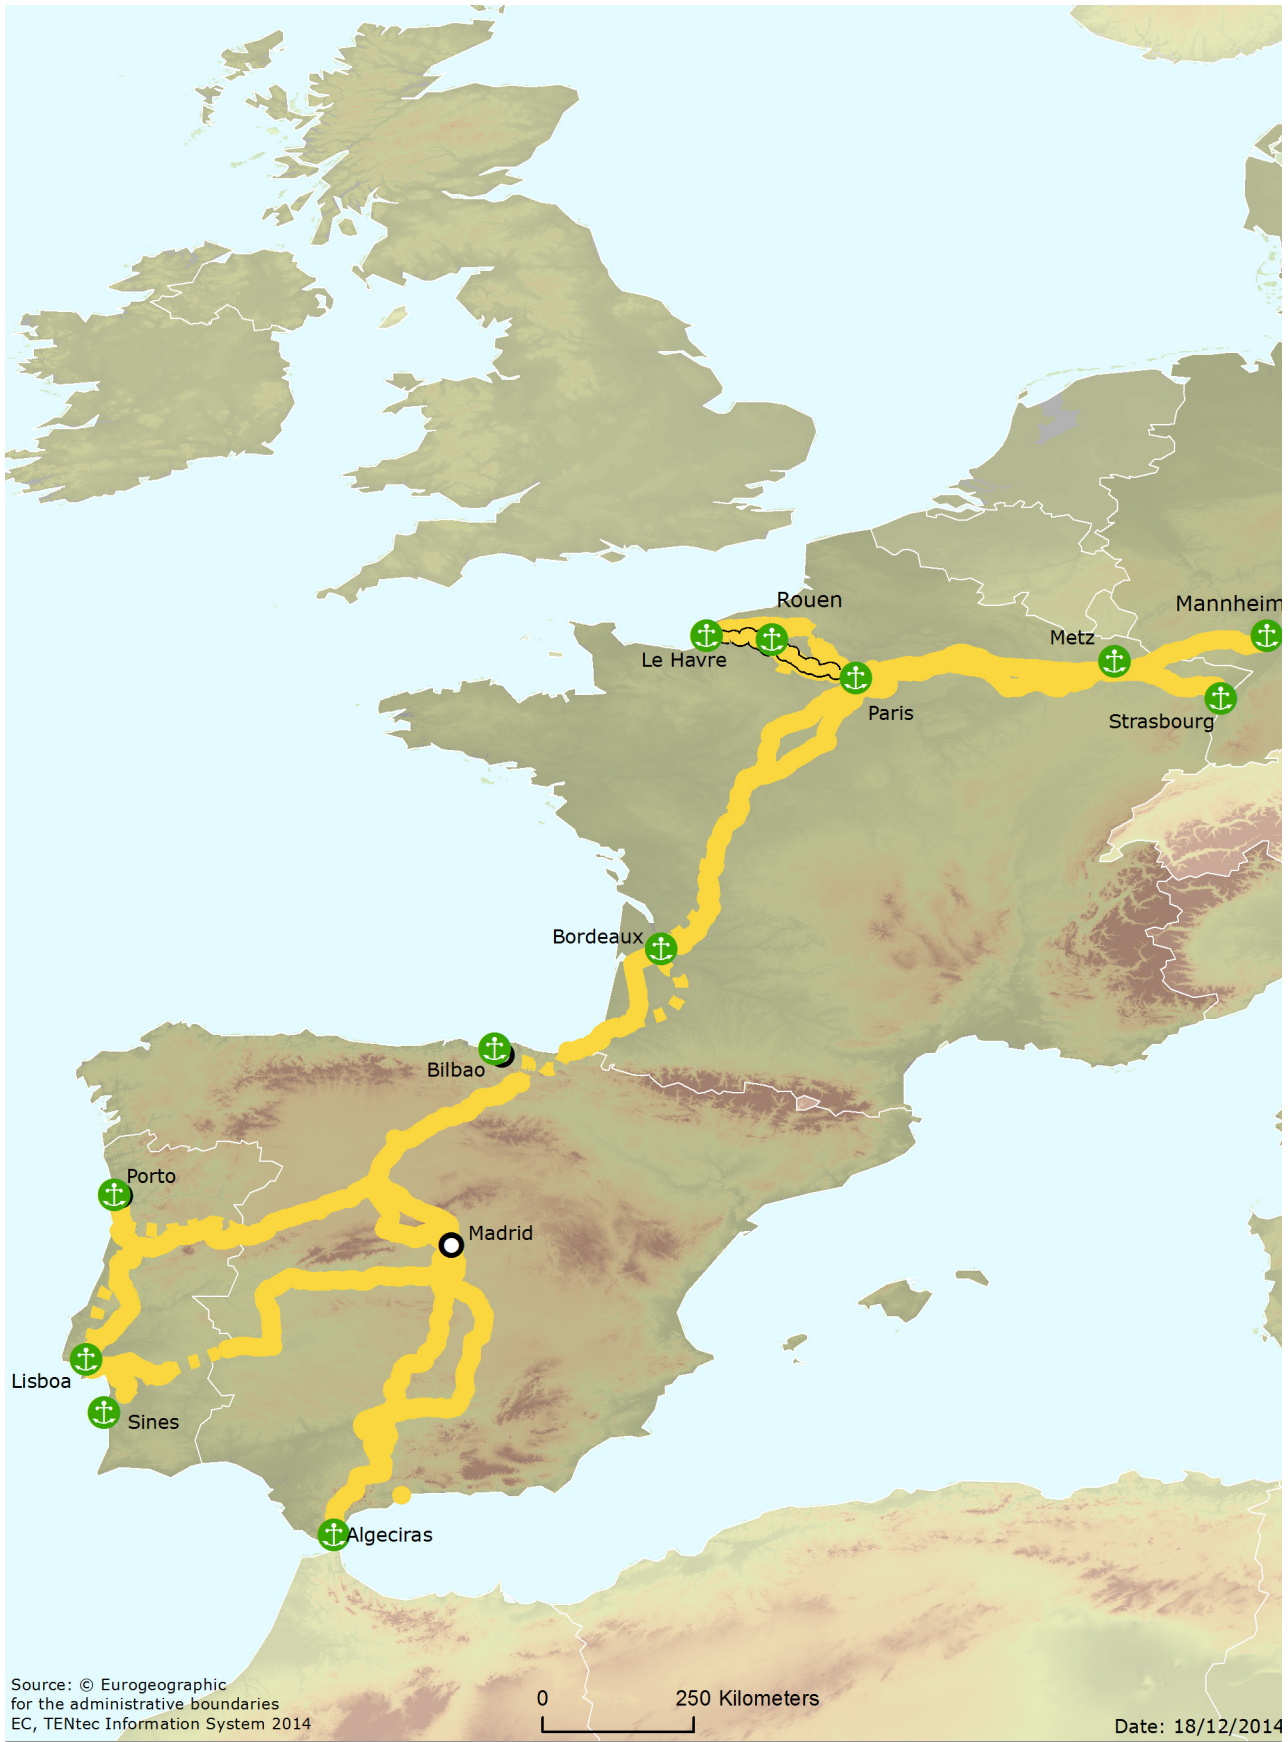 Rouen
Mannheim
Metz
Le Havre
Paris
Strasbourg
Bordeaux
Bilbao
Porto
Madrid
Lisboa
Sines
Algeciras
Source: © Eurogeographic
for the administrative boundaries
EC, TENtec Information System 2014
0 250 Kilometers
Date: 18/12/2014